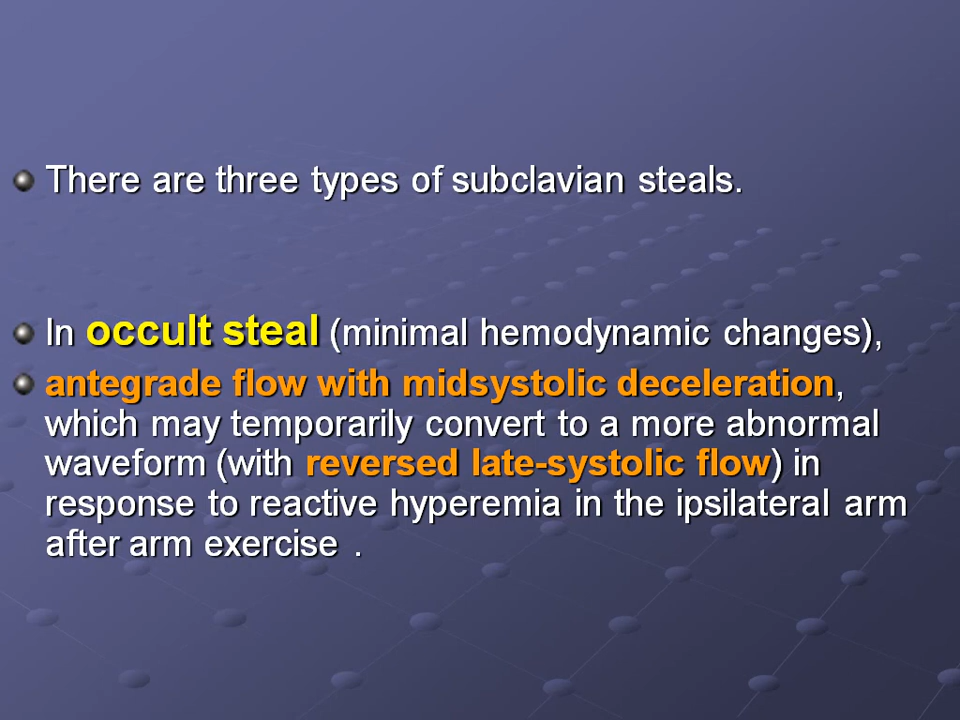 There are three types of subclavian steals.
In occult steal (minimal hemodynamic changes),
antegrade flow with midsystolic deceleration,
which may temporarily convert to a more abnormal
waveform (with reversed late-systolic flow) in
response to reactive hyperemia in the ipsilateral arm
after arm exercise .